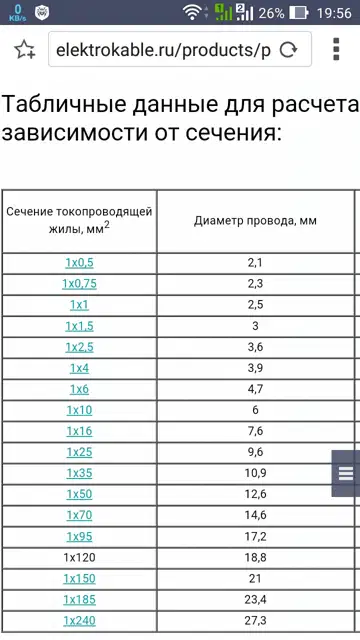 0 KB/s 1 2 26% 19:56
elektrokable.ru/products/p
Табличные данные для расчета
зависимости от сечения:
Сечение токопроводящей Диаметр провода, мм
жилы, мм2
1х0,5 2,1
1х0,75 2,3
1х1 2,5
1х1,5 3
1х2,5 3,6
1х4 3,9
1х6 4,7
1х10 6
1х16 7,6
1х25 9,6
1х35 10,9
1х50 12,6
1х70 14,6
1х95 17,2
1х120 18,8
1х150 21
1х185 23,4
1х240 27,3